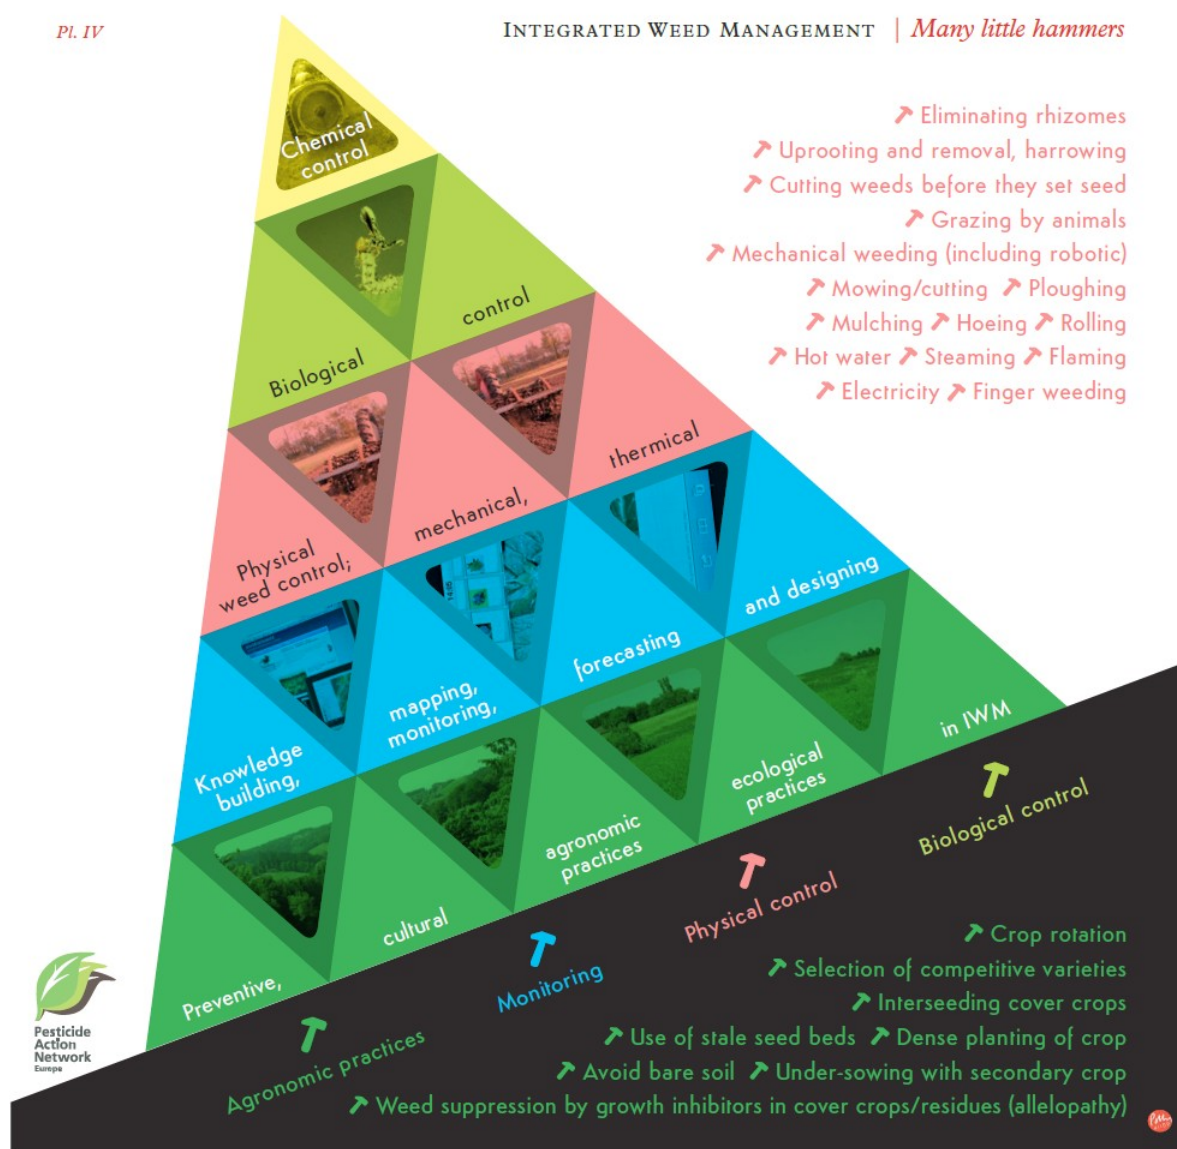 Pl. IV
INTEGRATED WEED MANAGEMENT | Many little hammers
Eliminating rhizomes
Uprooting and removal, harrowing
Cutting weeds before they set seed
Grazing by animals
Mechanical weeding (including robotic)
Mowing/cutting Ploughing
Mulching Hoeing Rolling
Hot water Steaming Flaming
Electricity Finger weeding
Chemical
control
Biological
control
Physical
weed control;
mechanical,
thermical
Knowledge
building,
mapping,
monitoring,
forecasting
and designing
Preventive,
cultural
agronomic
practices
ecological
practices
in IWM
Agronomic practices
Monitoring
Physical control
Biological control
Crop rotation
Selection of competitive varieties
Interseeding cover crops
Use of stale seed beds Dense planting of crop
Avoid bare soil Under-sowing with secondary crop
Weed suppression by growth inhibitors in cover crops/residues (allelopathy)
Pesticide
Action
Network
Europe